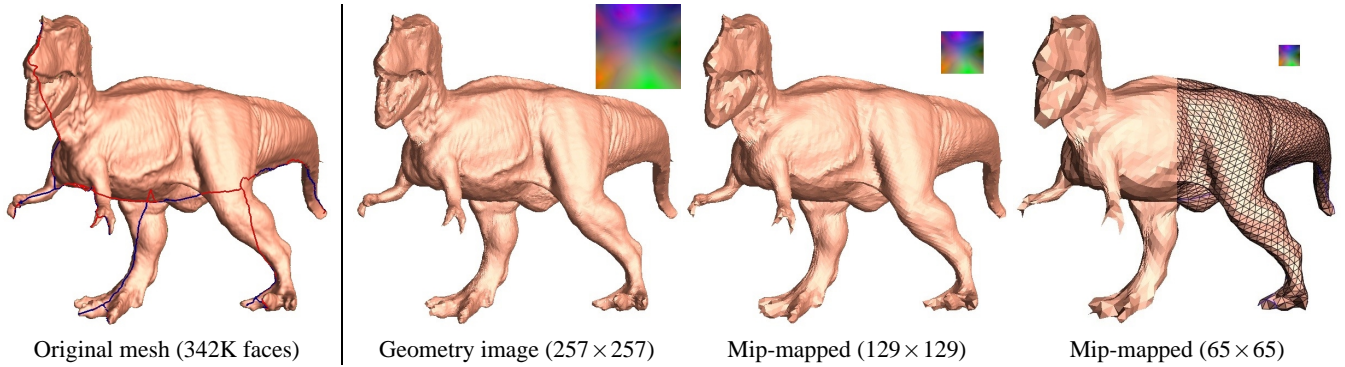 Original mesh (342K faces)
Geometry image (257×257)
Mip-mapped (129×129)
Mip-mapped (65×65)